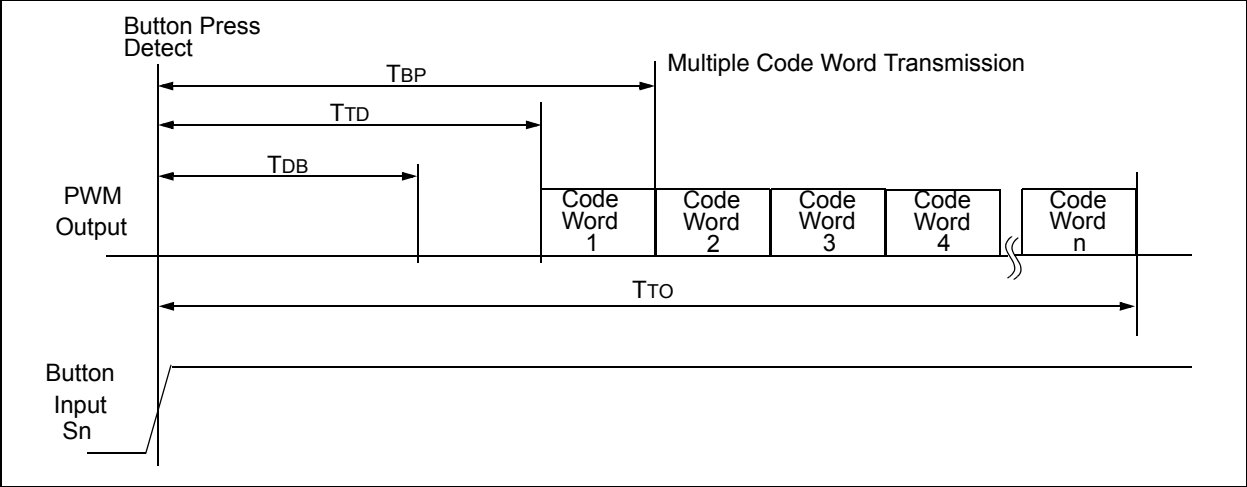 Button Press
Detect
TBP
Multiple Code Word Transmission
TTD
TDB
PWM
Output
Code
Word
1
Code
Word
2
Code
Word
3
Code
Word
4
Code
Word
n
TTO
Button
Input
Sn